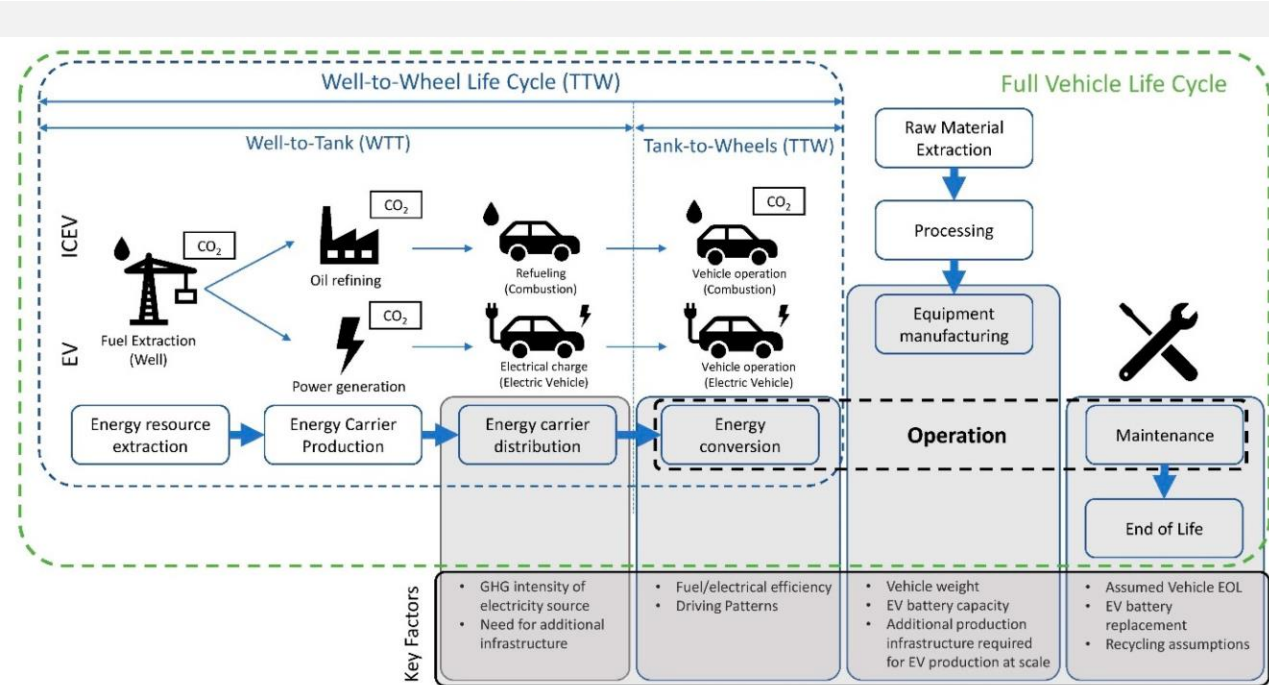 Well-to-Wheel Life Cycle (TTW)
Full Vehicle Life Cycle
Well-to-Tank (WTT)
Tank-to-Wheels (TTW)
Raw Material
Extraction
Processing
Equipment
manufacturing
ICEV
EV
CO2
Fuel Extraction
(Well)
CO2
Oil refining
CO2
Power generation
Refueling
(Combustion)
Electrical charge
(Electric Vehicle)
CO2
Vehicle operation
(Combustion)
Vehicle operation
(Electric Vehicle)
Energy resource
extraction
Energy Carrier
Production
Energy carrier
distribution
Energy
conversion
Operation
Maintenance
End of Life
Key Factors
• GHG intensity of
electricity source
• Need for additional
infrastructure
• Fuel/electrical efficiency
• Driving Patterns
• Vehicle weight
• EV battery capacity
• Additional production
infrastructure required
for EV production at scale
• Assumed Vehicle EOL
• EV battery
replacement
• Recycling assumptions